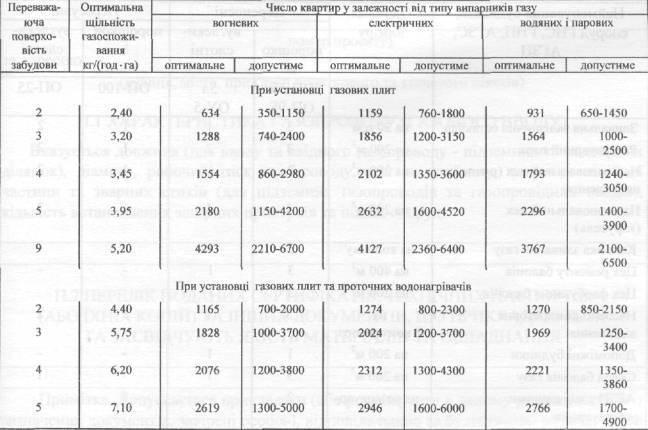 Переважаюча поверховість забудови | Оптимальна щільність газоспоживання кг/(год·га) | Число квартир у залежності від типу випарників газу
вогневих | електричних | водяних і парових
оптимальне | допустиме | оптимальне | допустиме | оптимальне | допустиме
При установці газових плит
2 | 2,40 | 634 | 350-1150 | 1159 | 760-1800 | 931 | 650-1450
3 | 3,20 | 1288 | 740-2400 | 1200-3150 | 1564 | 1000-2500
3,45 | 1554 | 860-2980 | 2102 | 1350-3600 | 1793 | 1240-3050
5 | 3,95 | 2180 | 1150-4200 | 2632 | 1600-4520 | 2296 | 1400-3900
9 | 5,20 | 4293 | 2210-6700 | 4127 | 2360-6400 | 3767 | 2100-6500
При установці газових плит та проточних водонагрівачів
2 | 4,40 | 1165 | 700-2000 | 1274 | 800-2300 | 1270 | 850-2150
3 | 5,75 | 1828 | 1000-3700 | 2024 | 1200-3700 | 1969 | 1250-3400
4 | 6,20 | 2076 | 1200-3800 | 2312 | 1300-4300 | 2221 | 1350-3860
5 | 7,10 | 2619 | 1300-5000 | 2946 | 1600-6000 | 2766 | 1700-4900